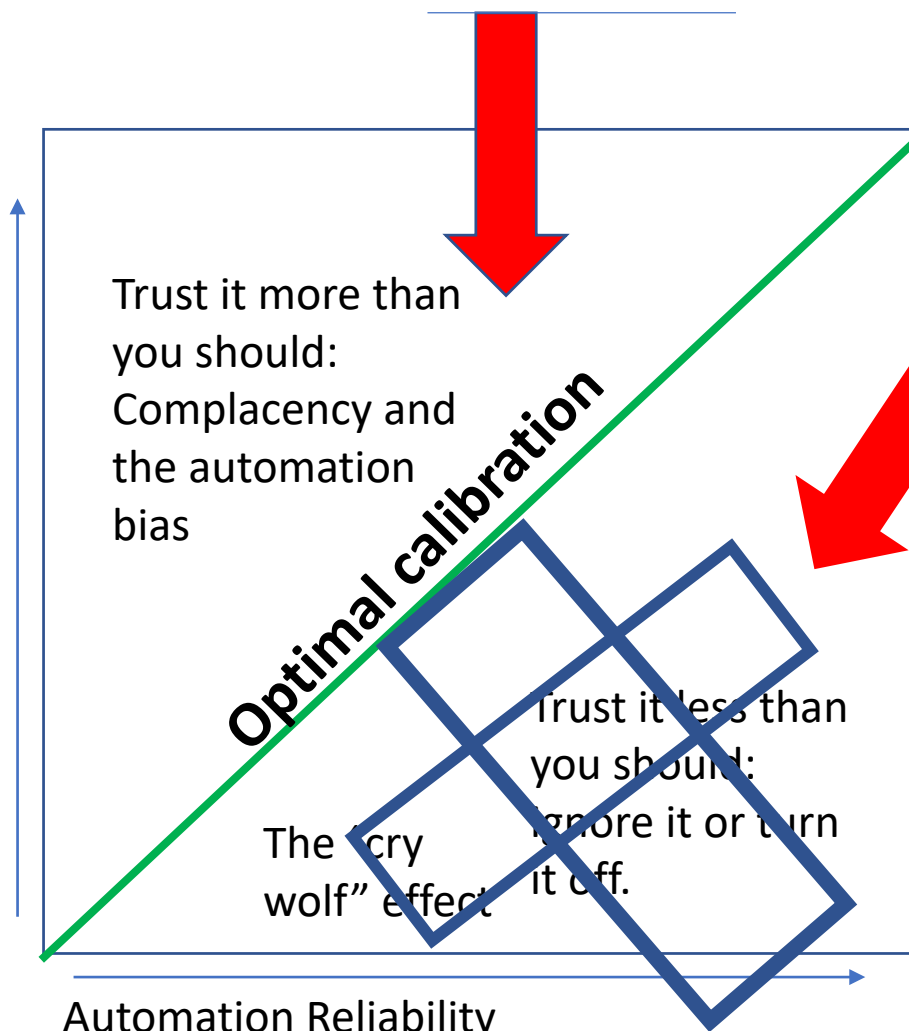 Trust it more than
you should:
Complacency and
the automation
bias
Optimal calibration
Trust it less than
you should:
Ignore it or turn
it off.
The “cry
wolf” effect
Automation Reliability